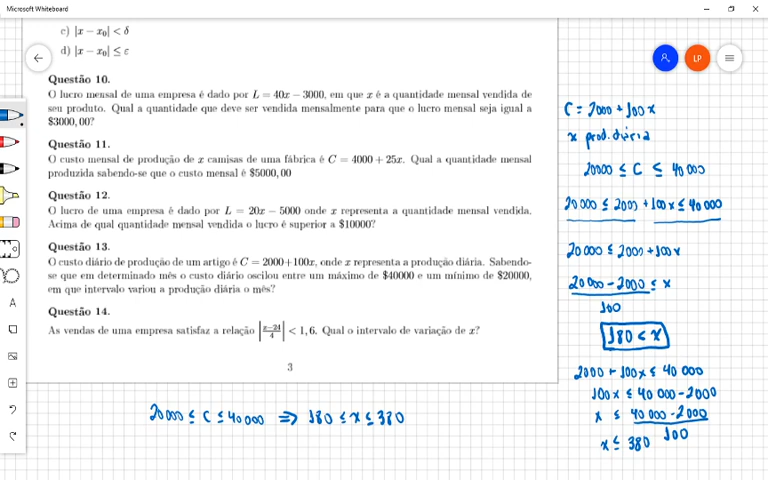 Microsoft Whiteboard
c) |x − x₀| < δ
d) |x − x₀| ≤ ε
Questão 10.
O lucro mensal de uma empresa é dado por L = 40x − 3000, em que x é a quantidade mensal vendida de
seu produto. Qual a quantidade que deve ser vendida mensalmente para que o lucro mensal seja igual a
$3000,00?
Questão 11.
O custo mensal de produção de x camisas de uma fábrica é C = 4000 + 25x. Qual a quantidade mensal
produzida sabendo-se que o custo mensal é $5000,00
Questão 12.
O lucro de uma empresa é dado por L = 20x − 5000 onde x representa a quantidade mensal vendida.
Acima de qual quantidade mensal vendida o lucro é superior a $10000?
Questão 13.
O custo diário de produção de um artigo é C = 2000+100x, onde x representa a produção diária. Sabendo-
se que em determinado mês o custo diário oscilou entre um máximo de $40000 e um mínimo de $20000,
em que intervalo variou a produção diária o mês?
Questão 14.
As vendas de uma empresa satisfaz a relação |(x−24)/4| < 1,6. Qual o intervalo de variação de x?
3
20000 ≤ C ≤ 40000 ⇒ 180 ≤ x ≤ 380
A LP
C = 2000 + 100x
x prod. diária
20000 ≤ C ≤ 40000
20000 ≤ 2000 + 100x ≤ 40000
20000 ≤ 2000 + 100x
20000 − 2000 ≤ x
100
180 < x
2000 + 100x ≤ 40000
100x ≤ 40000 − 2000
x ≤ 40000 − 2000
100
x ≤ 380
A